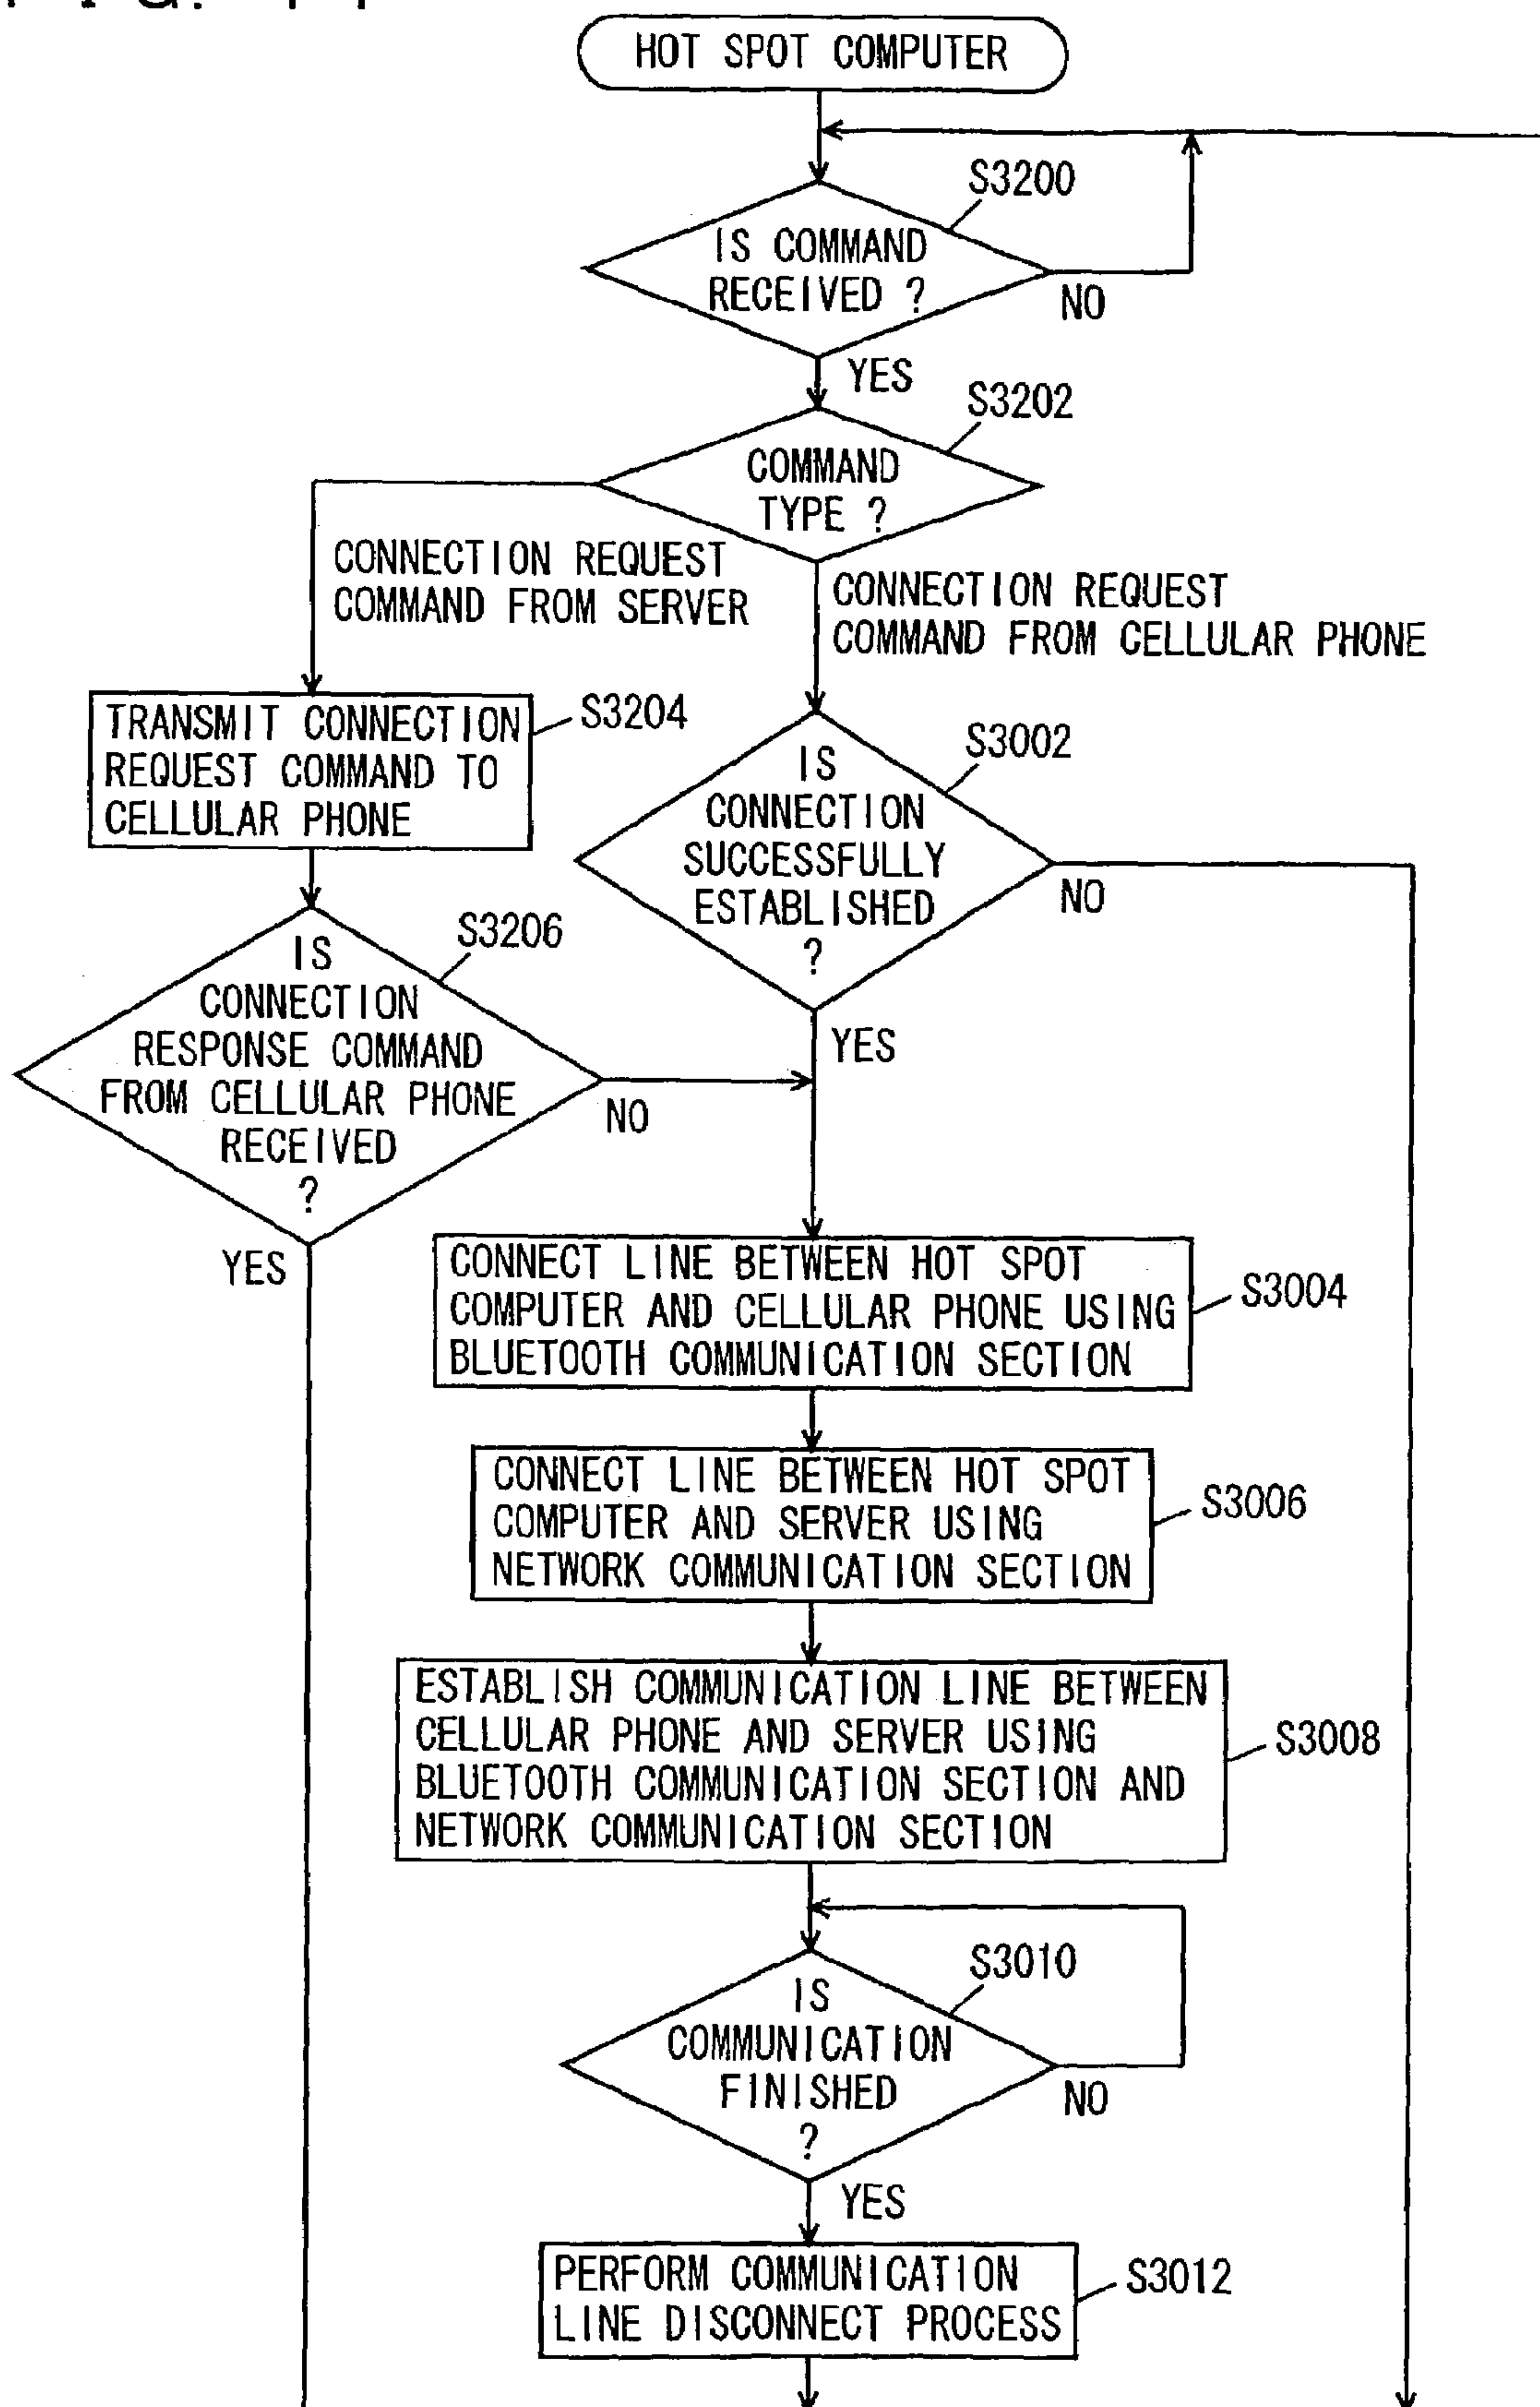 HOT SPOT COMPUTER
S3200
IS COMMAND
RECEIVED ?
NO
YES
S3202
COMMAND
TYPE ?
CONNECTION REQUEST
COMMAND FROM SERVER
CONNECTION REQUEST
COMMAND FROM CELLULAR PHONE
TRANSMIT CONNECTION
REQUEST COMMAND TO
CELLULAR PHONE
S3204
S3002
IS
CONNECTION
SUCCESSFULLY
ESTABLISHED
?
NO
YES
S3206
IS
CONNECTION
RESPONSE COMMAND
FROM CELLULAR PHONE
RECEIVED
?
NO
YES
CONNECT LINE BETWEEN HOT SPOT
COMPUTER AND CELLULAR PHONE USING
BLUETOOTH COMMUNICATION SECTION
S3004
CONNECT LINE BETWEEN HOT SPOT
COMPUTER AND SERVER USING
NETWORK COMMUNICATION SECTION
S3006
ESTABLISH COMMUNICATION LINE BETWEEN
CELLULAR PHONE AND SERVER USING
BLUETOOTH COMMUNICATION SECTION AND
NETWORK COMMUNICATION SECTION
S3008
S3010
IS
COMMUNICATION
FINISHED
?
NO
YES
PERFORM COMMUNICATION
LINE DISCONNECT PROCESS
S3012